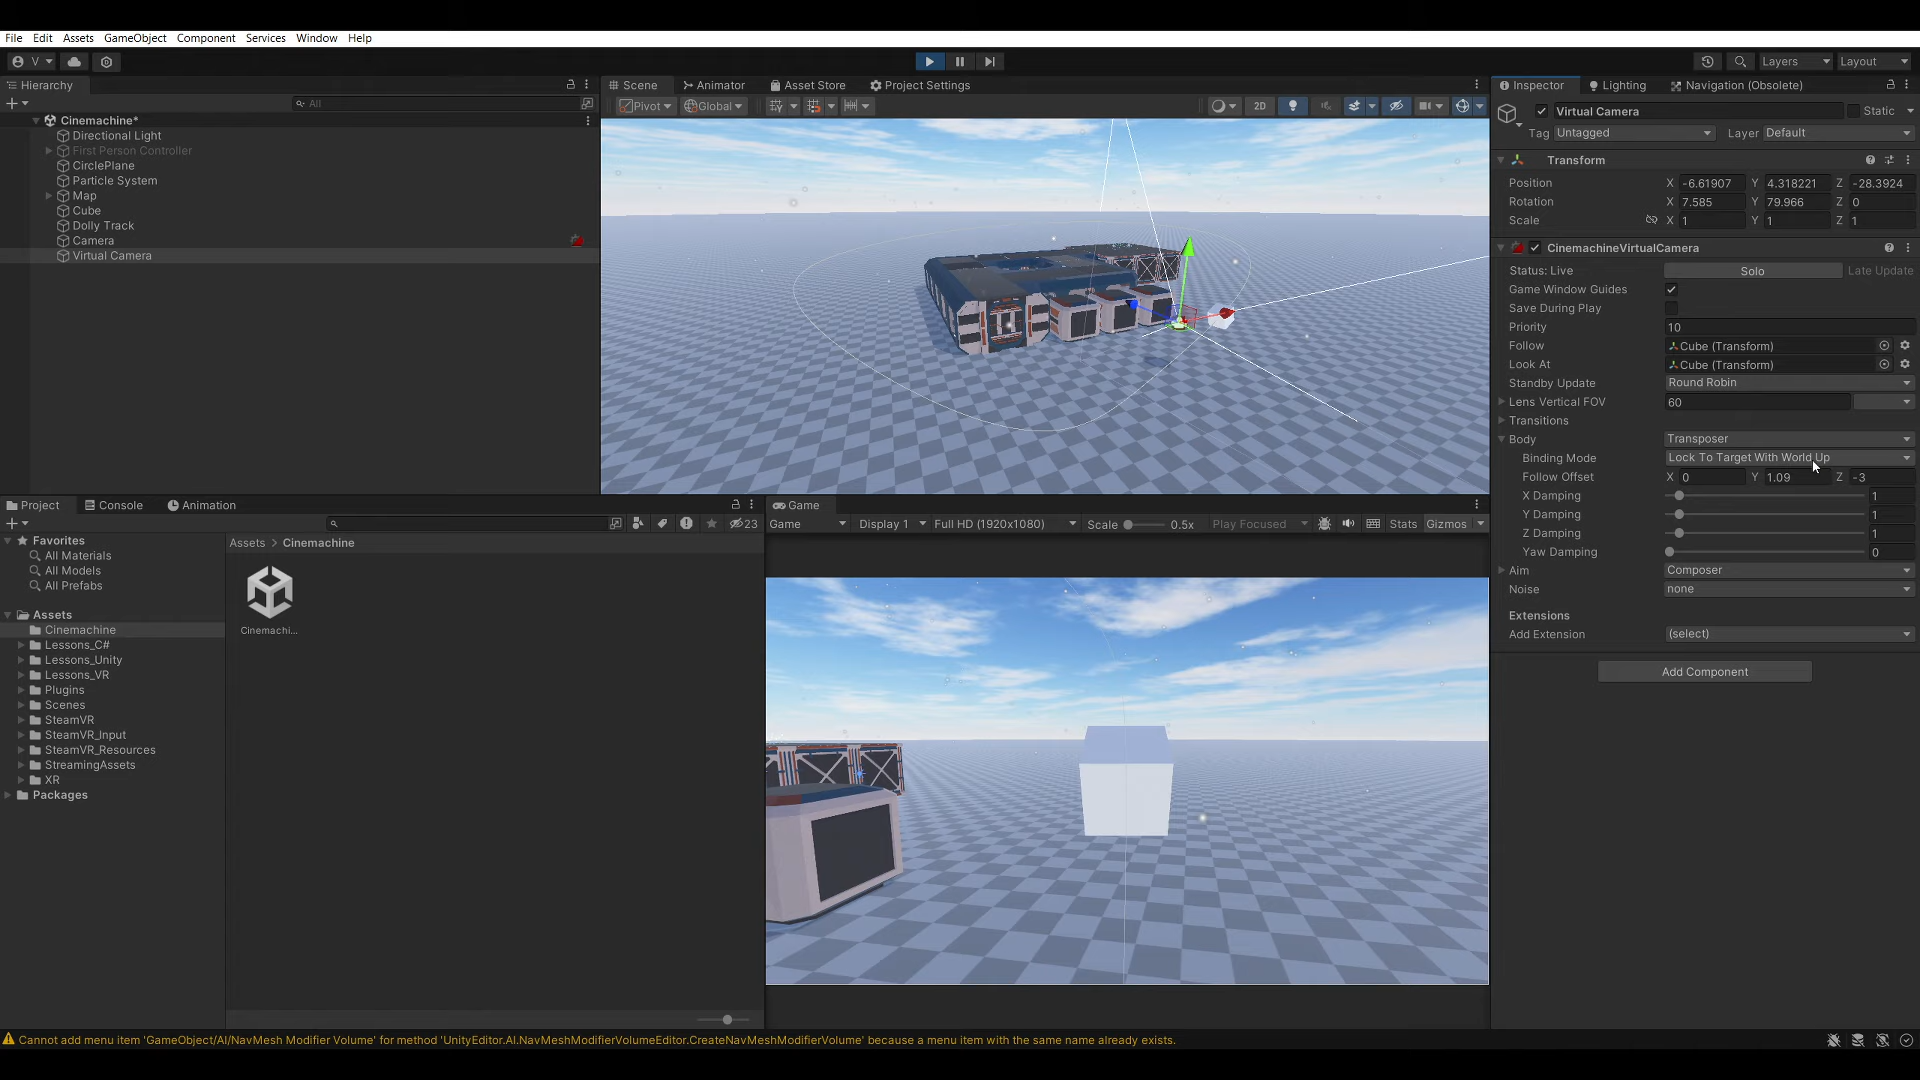 File Edit Assets GameObject Component Services Window Help
V Layers Layout
Hierarchy
All
Cinemachine*
Directional Light
First Person Controller
CirclePlane
Particle System
Map
Cube
Dolly Track
Camera
Virtual Camera
Scene Animator Asset Store Project Settings
Pivot Global 2D
Project Console Animation
23
Favorites
All Materials
All Models
All Prefabs
Assets
Cinemachine
Lessons_C#
Lessons_Unity
Lessons_VR
Plugins
Scenes
SteamVR
SteamVR_Input
SteamVR_Resources
StreamingAssets
XR
Packages
Assets > Cinemachine
Cinemachi...
Game
Game Display 1 Full HD (1920x1080) Scale 0.5x Play Focused Stats Gizmos
Inspector Lighting Navigation (Obsolete)
Virtual Camera Static
Tag Untagged Layer Default
Transform
Position X -6.61907 Y 4.318221 Z -28.3924
Rotation X 7.585 Y 79.966 Z 0
Scale X 1 Y 1 Z 1
CinemachineVirtualCamera
Status: Live Solo Late Update
Game Window Guides
Save During Play
Priority 10
Follow Cube (Transform)
Look At Cube (Transform)
Standby Update Round Robin
Lens Vertical FOV 60
Transitions
Body Transposer
Binding Mode Lock To Target With World Up
Follow Offset X 0 Y 1.09 Z -3
X Damping 1
Y Damping 1
Z Damping 1
Yaw Damping 0
Aim Composer
Noise none
Extensions
Add Extension (select)
Add Component
Cannot add menu item 'GameObject/AI/NavMesh Modifier Volume' for method 'UnityEditor.AI.NavMeshModifierVolumeEditor.CreateNavMeshModifierVolume' because a menu item with the same name already exists.